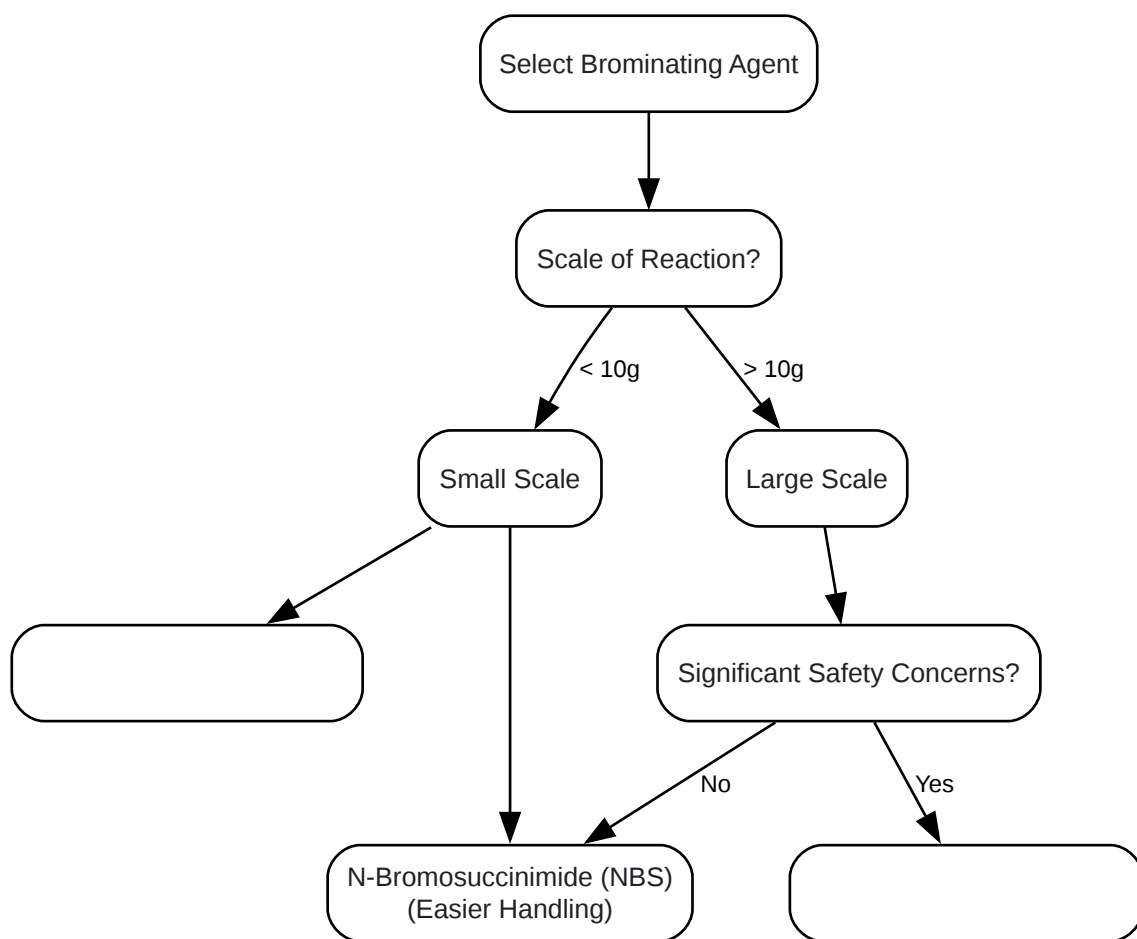 Select Brominating Agent
Scale of Reaction?
< 10g
> 10g
Small Scale
Large Scale
Significant Safety Concerns?
No
Yes
N-Bromosuccinimide (NBS)
(Easier Handling)